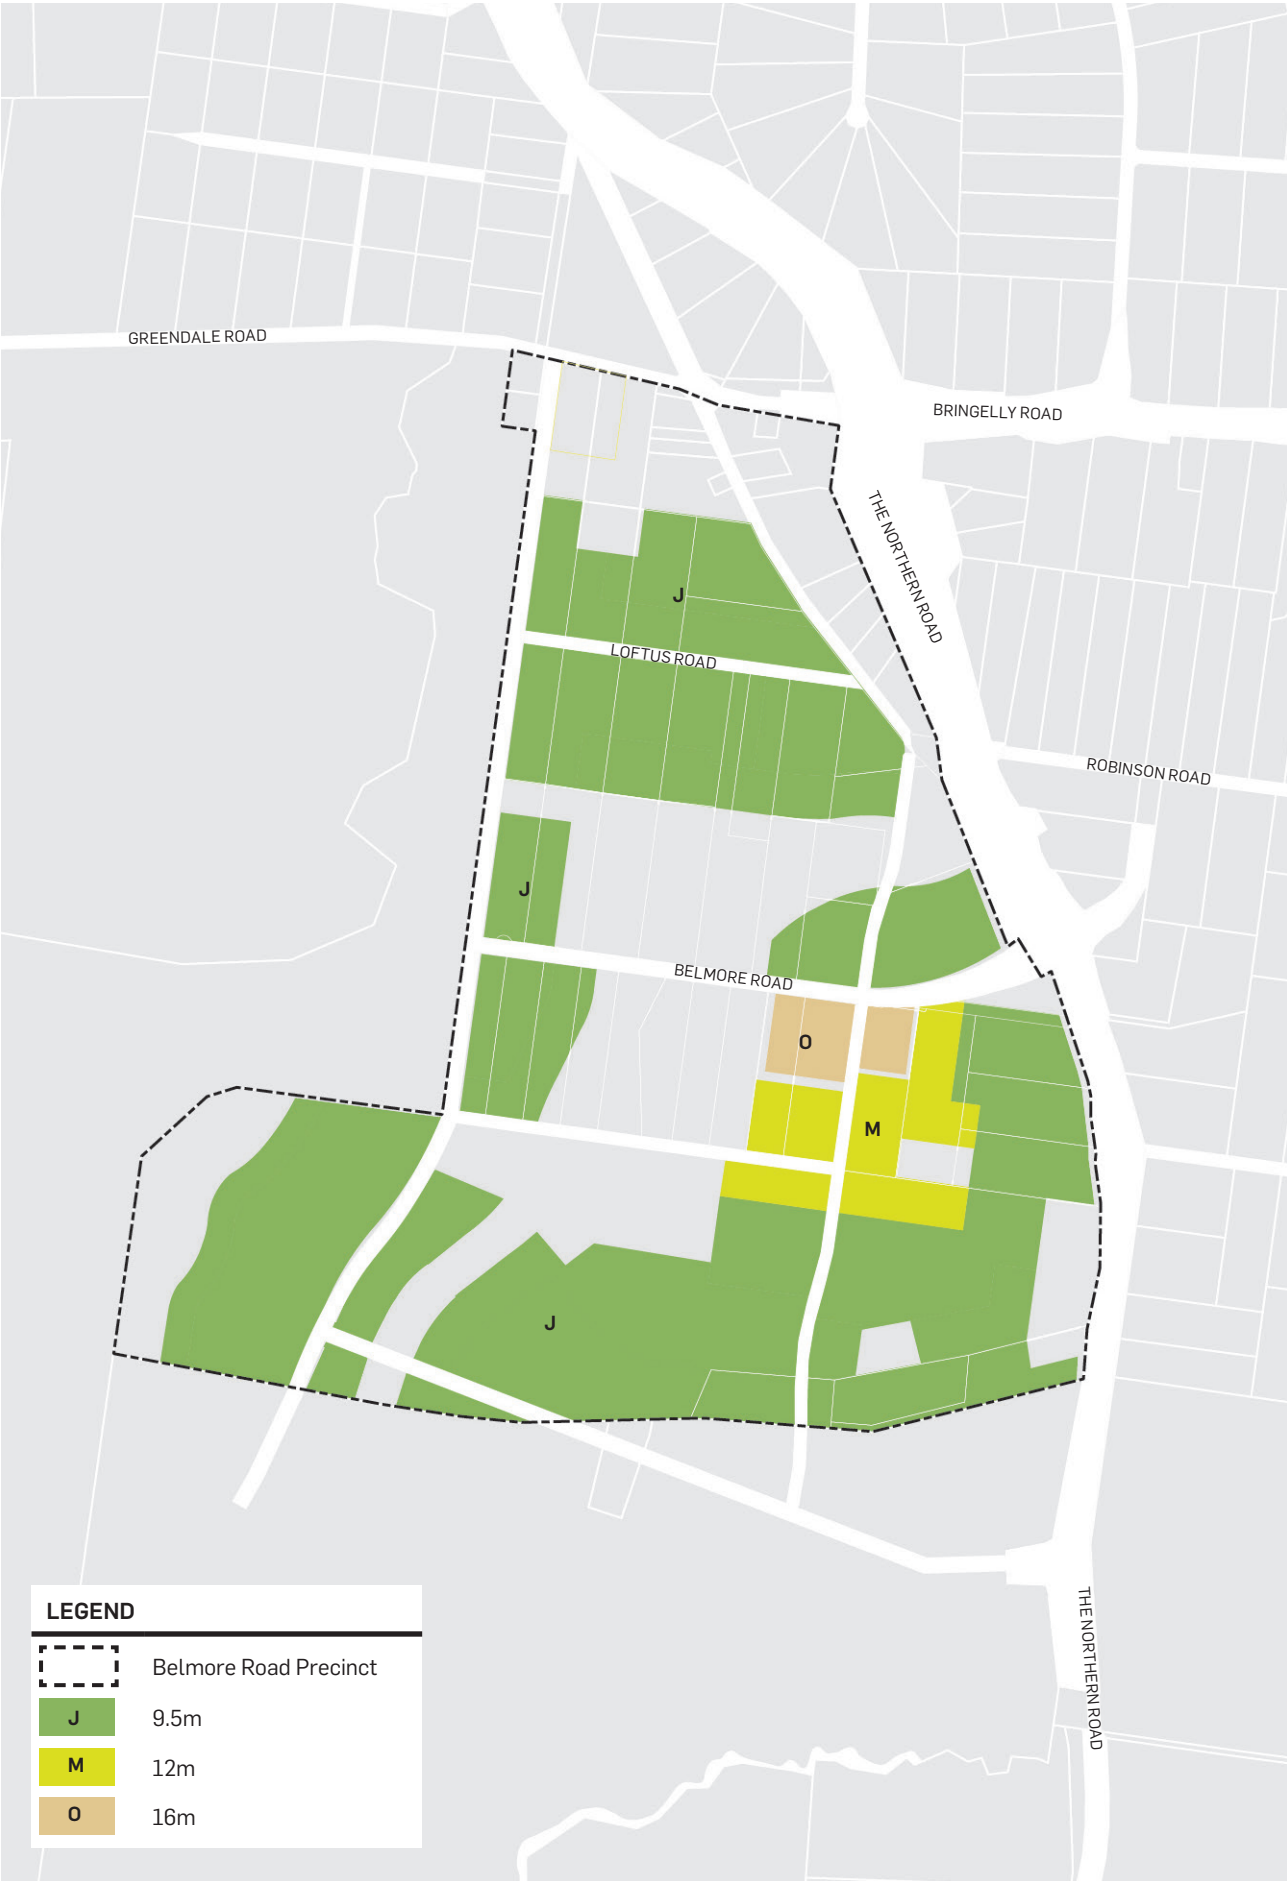 GREENDALE ROAD
BRINGELLY ROAD
THE NORTHERN ROAD
J
LOFTUS ROAD
ROBINSON ROAD
J
BELMORE ROAD
O
M
J
THE NORTHERN ROAD
LEGEND
Belmore Road Precinct
J 9.5m
M 12m
O 16m